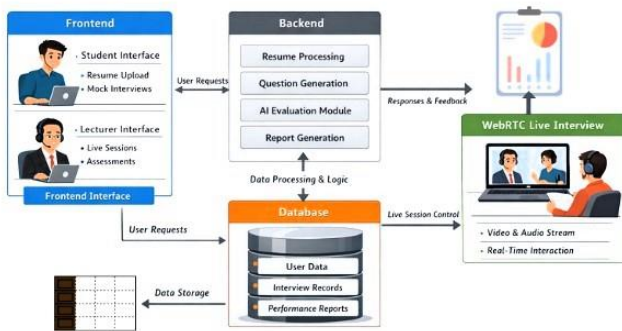 Frontend
Student Interface
Resume Upload
Mock Interviews
Lecturer Interface
Live Sessions
Assessments
Frontend Interface
User Requests
Backend
Resume Processing
Question Generation
AI Evaluation Module
Report Generation
Responses & Feedback
WebRTC Live Interview
Video & Audio Stream
Real-Time Interaction
Data Processing & Logic
User Requests
Database
User Data
Interview Records
Performance Reports
Live Session Control
Data Storage